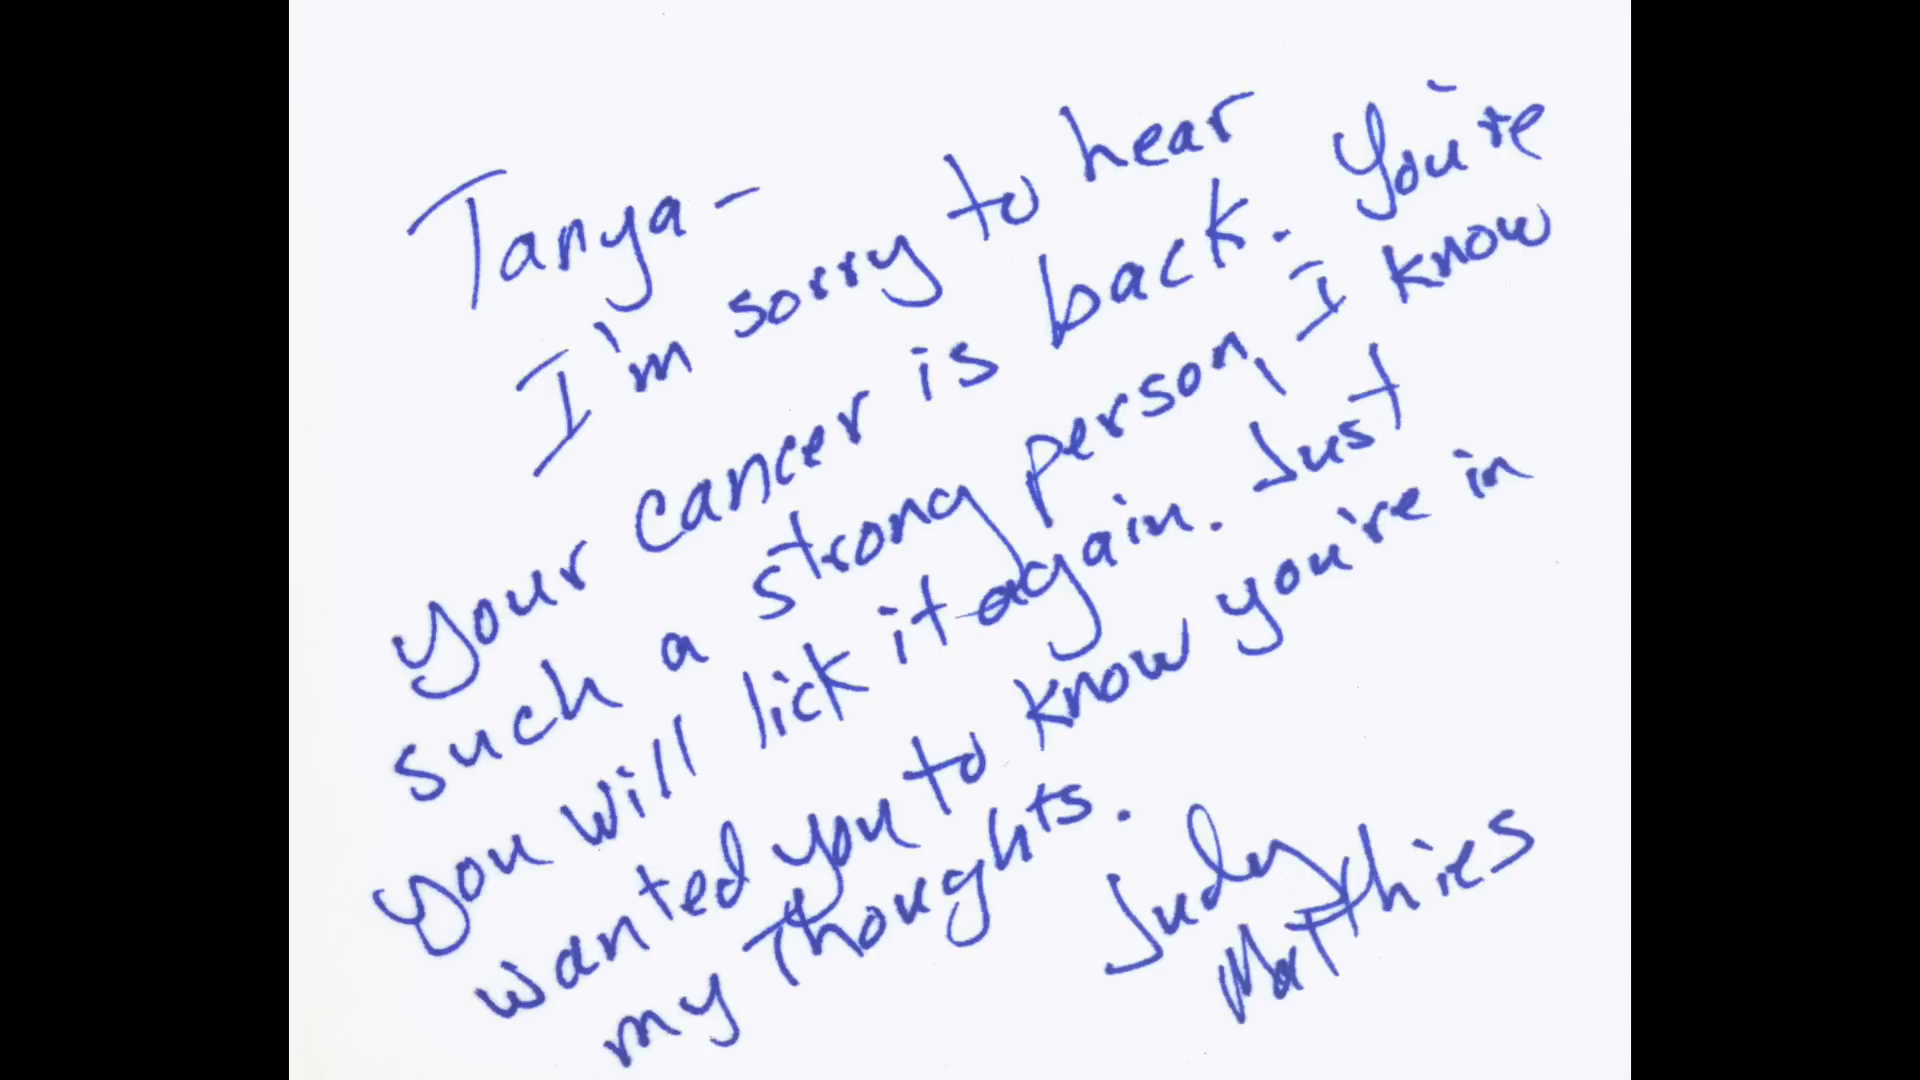 Tanya-
I'm sorry to hear
your cancer is back. You're
such a strong person, I know
you will lick it again. Just
wanted you to know you're in
my thoughts.
Judy
Matthies